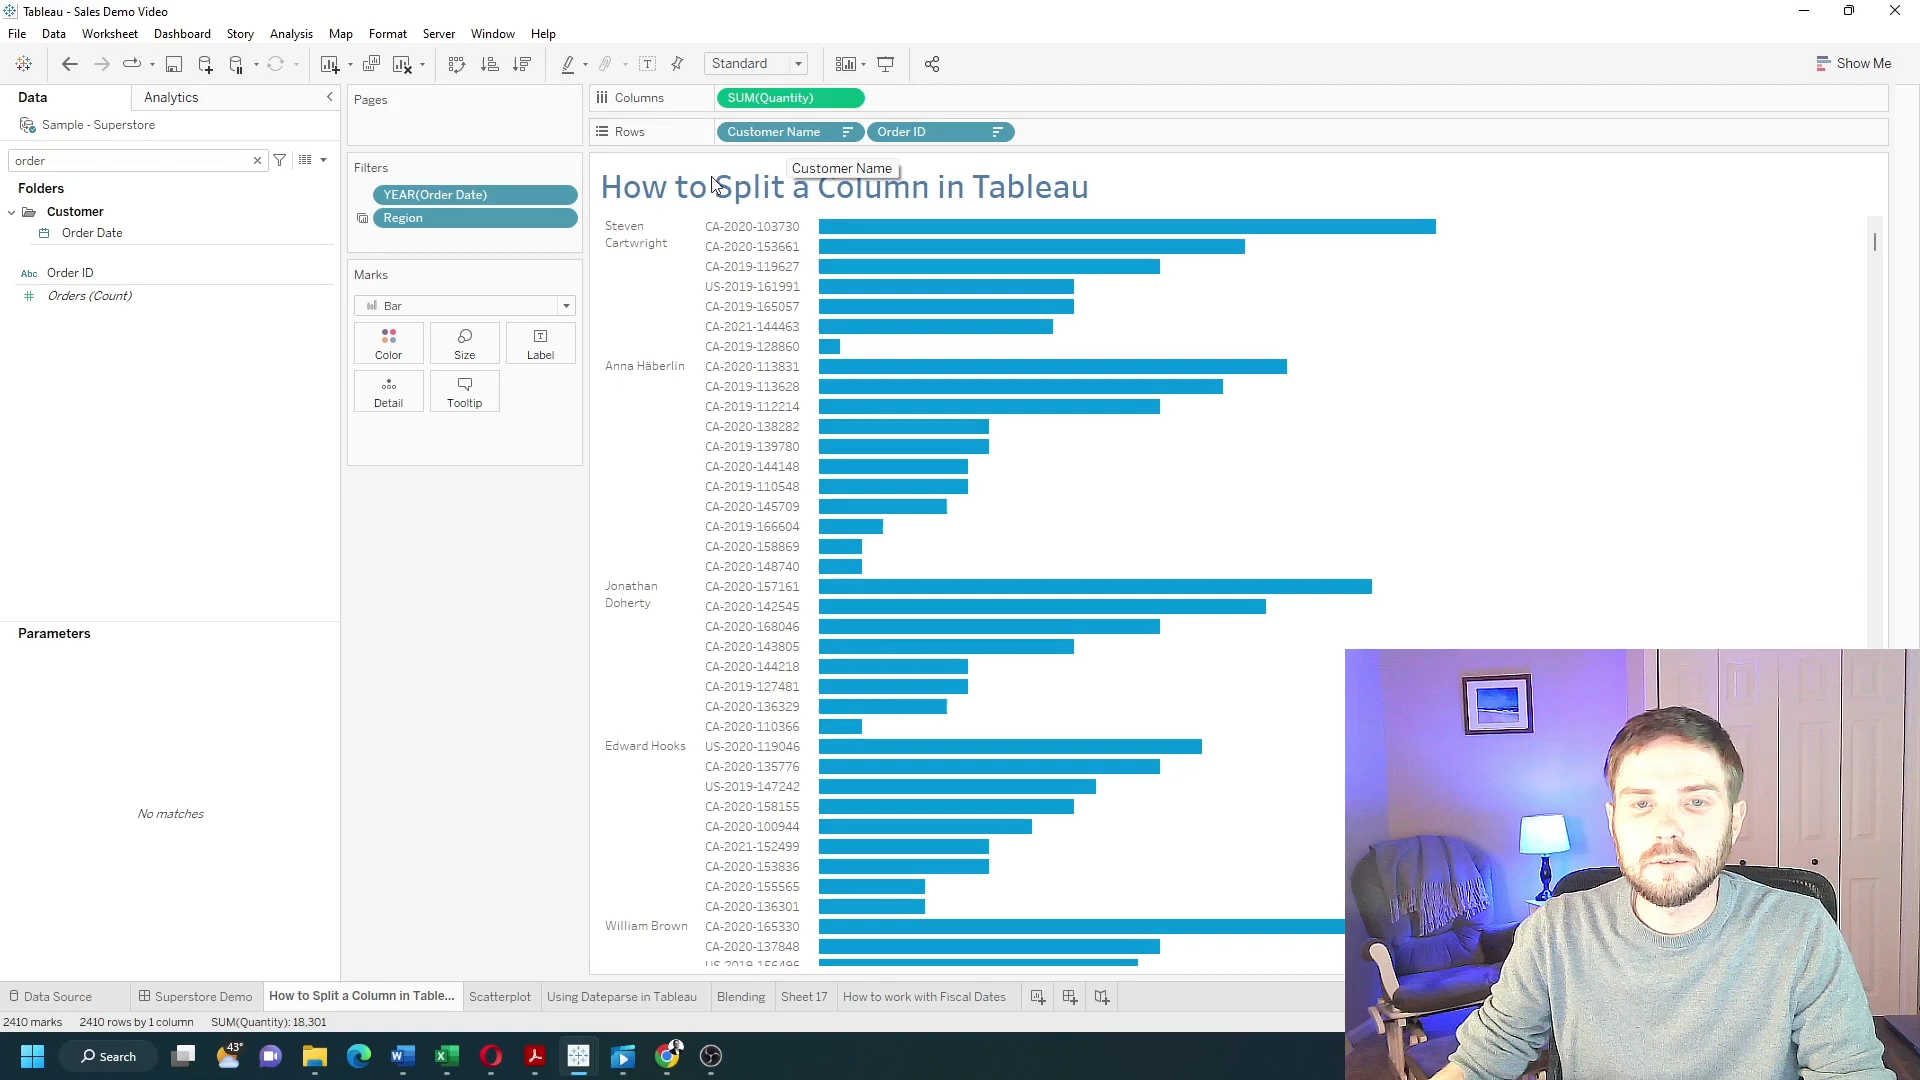 Tableau - Sales Demo Video
File Data Worksheet Dashboard Story Analysis Map Format Server Window Help
Standard
Show Me
Data Analytics
Sample - Superstore
order
Folders
Customer
Order Date
Abc Order ID
Orders (Count)
Parameters
No matches
Pages
Filters
YEAR(Order Date)
Region
Marks
Bar
Color Size Label
Detail Tooltip
Columns SUM(Quantity)
Rows Customer Name Order ID
Customer Name
How to Split a Column in Tableau
Steven Cartwright
CA-2020-103730
CA-2020-153661
CA-2019-119627
US-2019-161991
CA-2019-165057
CA-2021-144463
CA-2019-128860
Anna Häberlin
CA-2020-113831
CA-2019-113628
CA-2019-112214
CA-2020-138282
CA-2019-139780
CA-2020-144148
CA-2019-110548
CA-2020-145709
CA-2019-166604
CA-2020-158869
CA-2020-148740
Jonathan Doherty
CA-2020-157161
CA-2020-142545
CA-2020-168046
CA-2020-143805
CA-2020-144218
CA-2019-127481
CA-2020-136329
CA-2020-110366
Edward Hooks
US-2020-119046
CA-2020-135776
US-2019-147242
CA-2020-158155
CA-2020-100944
CA-2021-152499
CA-2020-153836
CA-2020-155565
CA-2020-136301
William Brown
CA-2020-165330
CA-2020-137848
US-2019-156496
Data Source Superstore Demo How to Split a Column in Table... Scatterplot Using Dateparse in Tableau Blending Sheet 17 How to work with Fiscal Dates
2410 marks 2410 rows by 1 column SUM(Quantity): 18,301
Search
43°